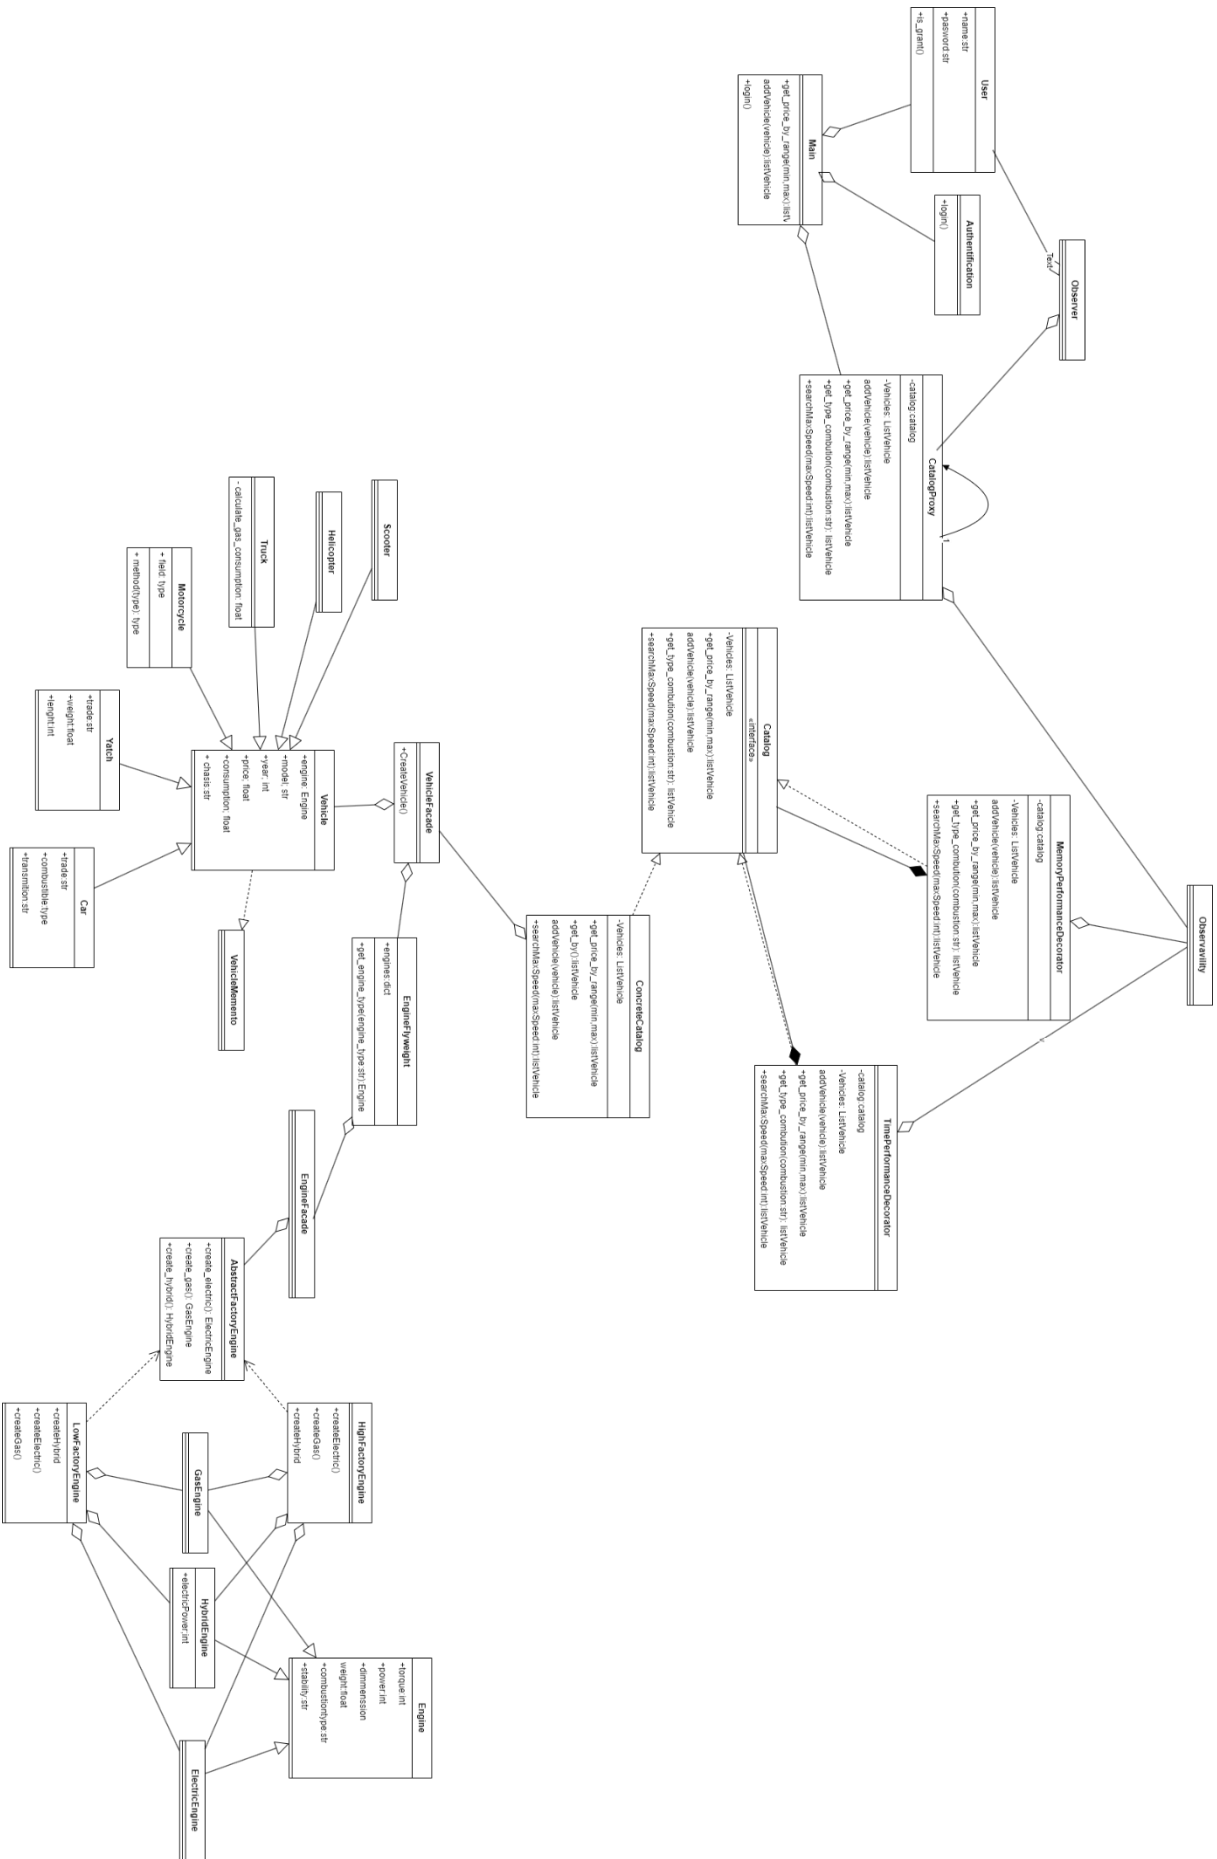 User
+name:str
+pasword:str
+is_grant()
Main
+get_price_by_range(min,max):listV
addVehicle(vehicle):listVehicle
+login()
Authentification
+login()
Observer
Text
CatalogProxy
-catalog:catalog
-Vehicles: ListVehicle
addVehicle(vehicle):listVehicle
+get_price_by_range(min,max):listVehicle
+get_type_combution(combustion:str): listVehicle
+searchMaxSpeed(maxSpeed:int):listVehicle
1
Observavility
MemoryPerformanceDecorator
-catalog:catalog
-Vehicles: ListVehicle
addVehicle(vehicle):listVehicle
+get_price_by_range(min,max):listVehicle
+get_type_combution(combustion:str): listVehicle
+searchMaxSpeed(maxSpeed:int):listVehicle
TimePerformanceDecorator
-catalog:catalog
-Vehicles: ListVehicle
addVehicle(vehicle):listVehicle
+get_price_by_range(min,max):listVehicle
+get_type_combution(combustion:str): listVehicle
+searchMaxSpeed(maxSpeed:int):listVehicle
Catalog
«interface»
-Vehicles: ListVehicle
+get_price_by_range(min,max):listVehicle
addVehicle(vehicle):listVehicle
+get_type_combution(combustion:str): listVehicle
+searchMaxSpeed(maxSpeed:int):listVehicle
ConcreteCatalog
-Vehicles: ListVehicle
+get_price_by_range(min,max):listVehicle
+get_by():listVehicle
addVehicle(vehicle):listVehicle
+searchMaxSpeed(maxSpeed:int):listVehicle
Scooter
Helicopter
Truck
- calculate_gas_consumption: float
Motorcycle
+ field: type
+ method(type): type
Yatch
+trade:str
+weight:float
+lenght:int
Car
+trade:str
+combustible:type
+transmition:str
Vehicle
+engine: Engine
+model; str
+year; int
+price; float
+consumption; float
+ chasis:str
VehicleFacade
+CreateVehicle()
VehicleMemento
EngineFlyweight
+engines:dict
+get_engine_type(engine_type:str):Engine
EngineFacade
AbstractFactoryEngine
+create_electric(): ElectricEngine
+create_gas(): GasEngine
+create_hybrid(): HybridEngine
HighFactoryEngine
+createElectric()
+createGas()
+createHybrid
LowFactoryEngine
+createHybrid
+createElectric()
+createGas()
GasEngine
HybridEngine
+electricPower;int
ElectricEngine
Engine
+torque:int
+power:int
+dimmenssion
weight:float
+combustiontype:str
+stability:str